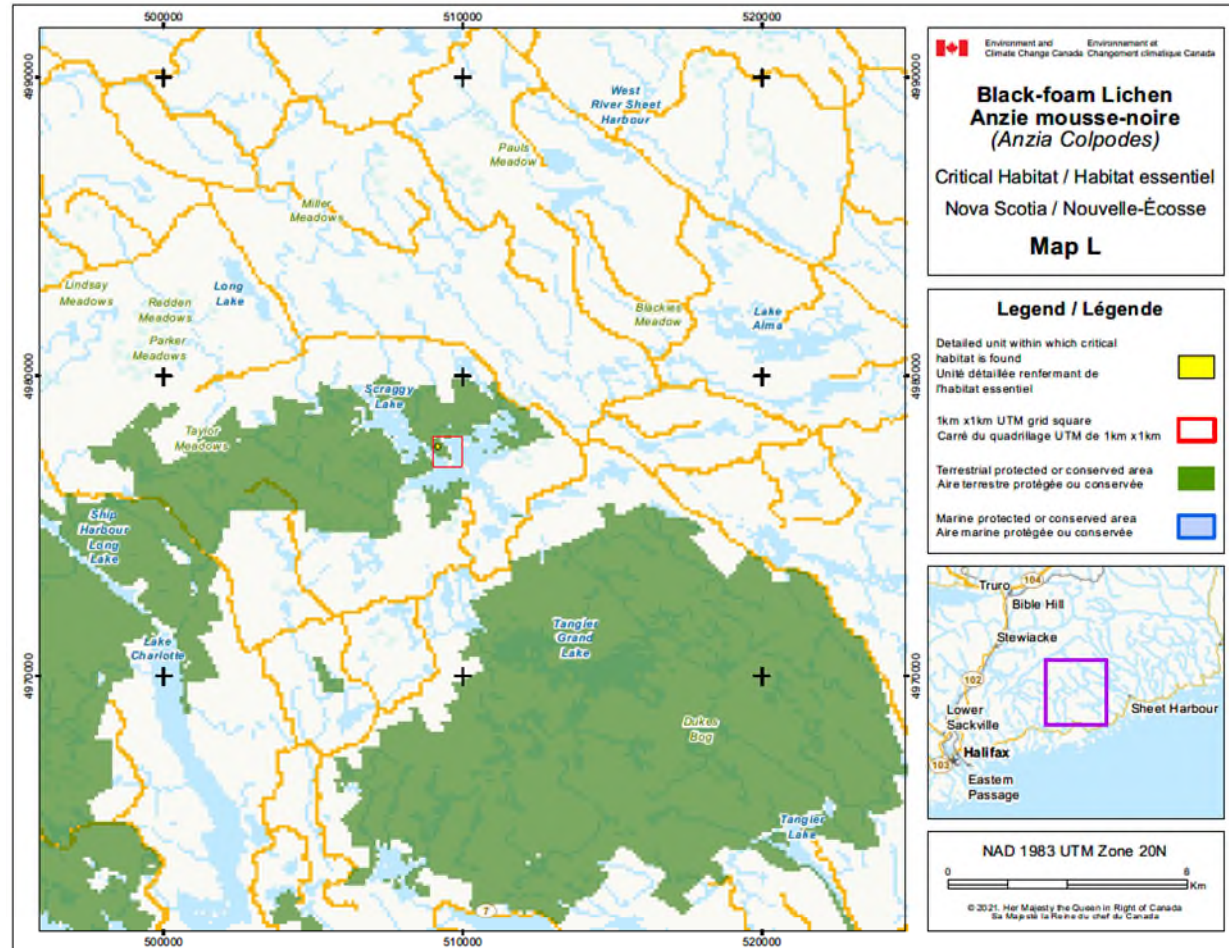 500000
510000
520000
4990000
4990000
West
River Sheet
Harbour
Pauls
Meadow
Miller
Meadows
Lindsay
Meadows
Redden
Meadows
Parker
Meadows
Long
Lake
Blackies
Meadow
Lake
Alma
4980000
4980000
Scraggy
Lake
Taylor
Meadows
Ship
Harbour
Long
Lake
Lake
Charlotte
Tangier
Grand
Lake
4970000
4970000
Dukes
Bog
Tangier
Lake
7
500000
510000
520000
Environment and
Climate Change Canada
Environnement et
Changement climatique Canada
Black-foam Lichen
Anzie mousse-noire
(Anzia Colpodes)
Critical Habitat / Habitat essentiel
Nova Scotia / Nouvelle-Écosse
Map L
Legend / Légende
Detailed unit within which critical
habitat is found
Unité détaillée renfermant de
l'habitat essentiel
1km x1km UTM grid square
Carré du quadrillage UTM de 1km x1km
Terrestrial protected or conserved area
Aire terrestre protégée ou conservée
Marine protected or conserved area
Aire marine protégée ou conservée
Truro
104
Bible Hill
Stewiacke
102
Lower
Sackville
Sheet Harbour
Halifax
103
Eastern
Passage
NAD 1983 UTM Zone 20N
0
Km
© 2021. Her Majesty the Queen in Right of Canada
Sa Majesté la Reine du chef du Canada